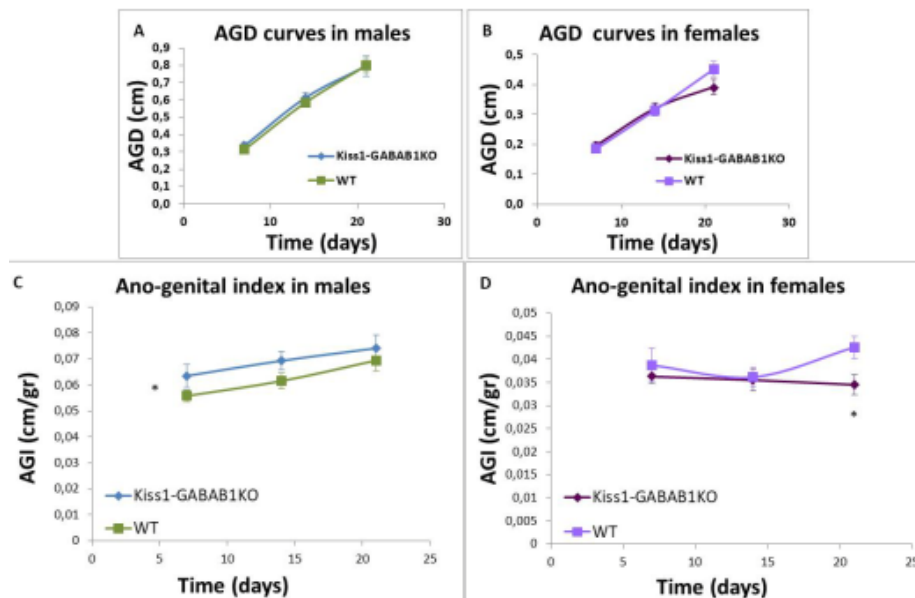 A
AGD curves in males
0,9
0,8
0,7
0,6
0,5
0,4
0,3
0,2
0,1
0,0
AGD (cm)
Kiss1-GABAB1KO
WT
0 10 20 30
Time (days)
B
AGD curves in females
0,5
0,4
0,3
0,2
0,1
0,0
AGD (cm)
Kiss1-GABAB1KO
WT
0 10 20 30
Time (days)
C
Ano-genital index in males
0,09
0,08
0,07
0,06
0,05
0,04
0,03
0,02
0,01
0
AGI (cm/gr)
*
Kiss1-GABAB1KO
WT
0 5 10 15 20 25
Time (days)
D
Ano-genital index in females
0,05
0,045
0,04
0,035
0,03
0,025
0,02
0,015
0,01
0,005
0
AGI (cm/gr)
*
Kiss1-GABAB1KO
WT
0 5 10 15 20 25
Time (days)